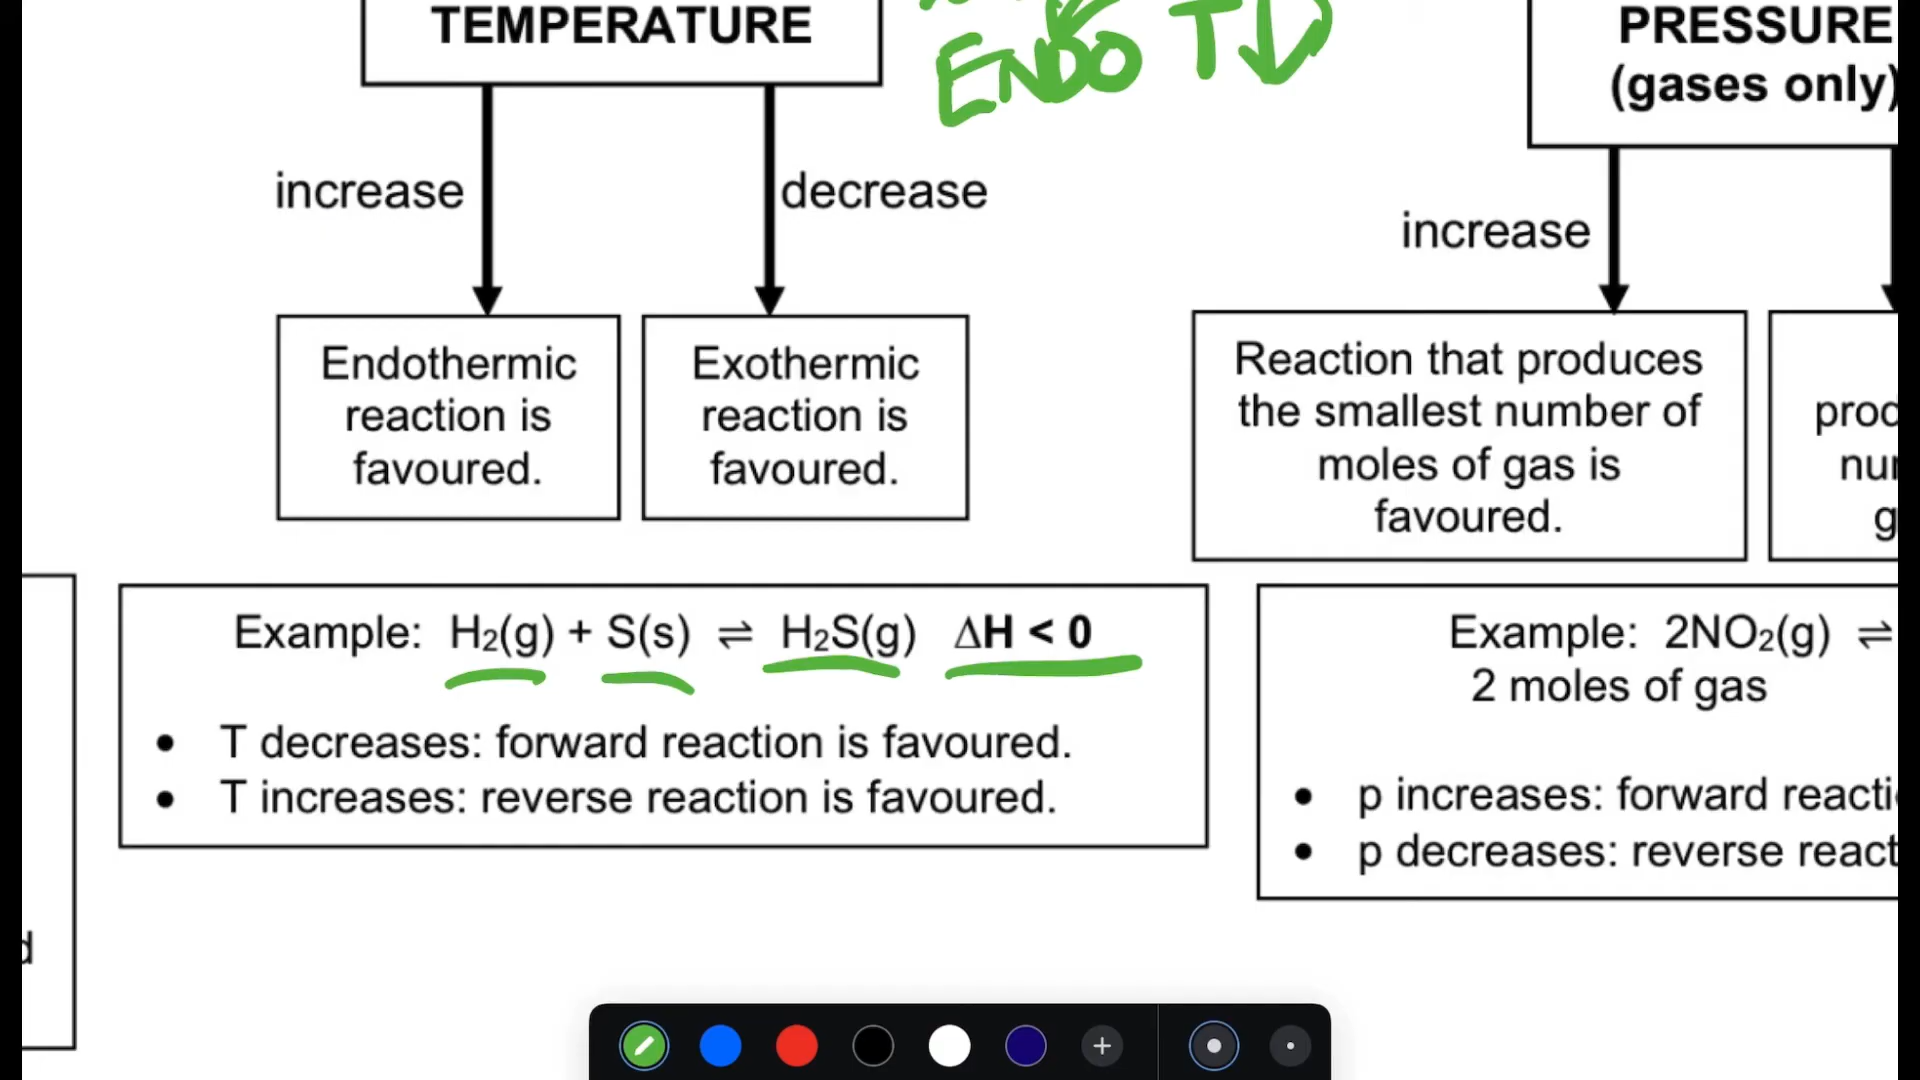 TEMPERATURE
ENDO T↓
PRESSURE
(gases only)
increase
decrease
increase
Endothermic
reaction is
favoured.
Exothermic
reaction is
favoured.
Reaction that produces
the smallest number of
moles of gas is
favoured.
Example: H₂(g) + S(s) ⇌ H₂S(g) ΔH < 0
• T decreases: forward reaction is favoured.
• T increases: reverse reaction is favoured.
Example: 2NO₂(g) ⇌
2 moles of gas
• p increases: forward reacti
• p decreases: reverse react